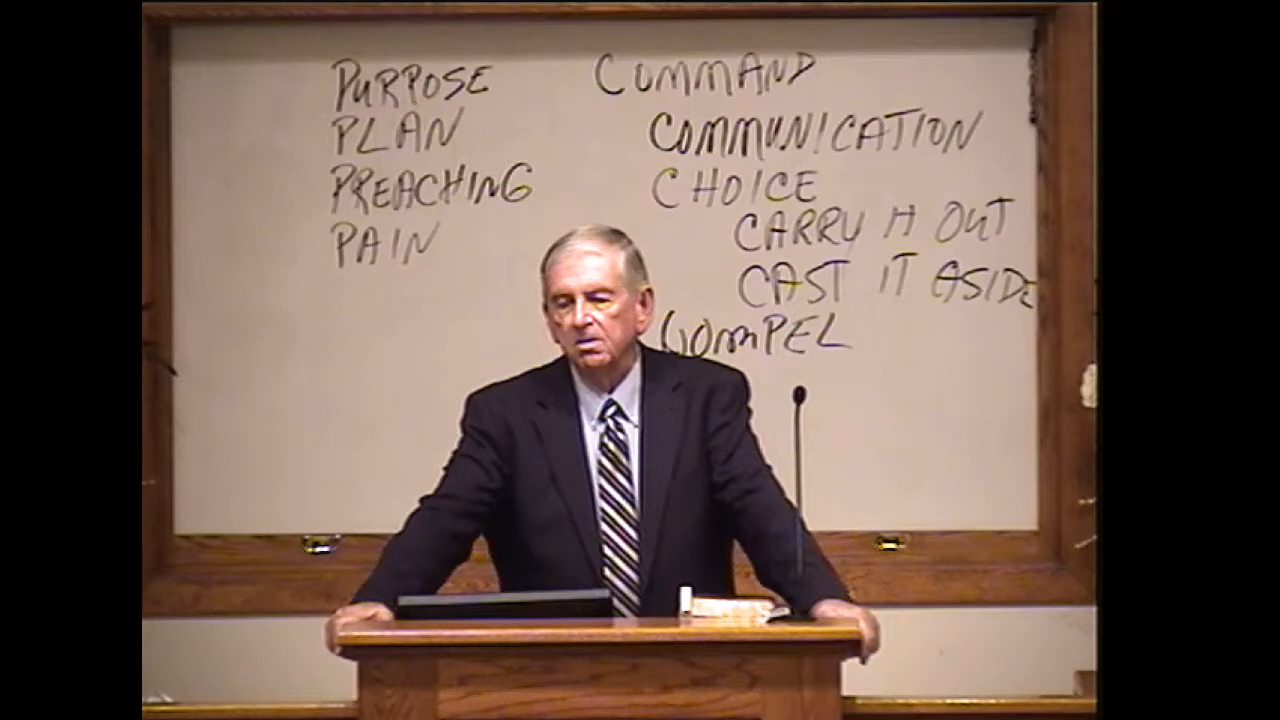 PURPOSE
PLAN
PREACHING
PAIN
COMMAND
COMMUNICATION
CHOICE
CARRY IT OUT
CAST IT ASIDE
COMPEL